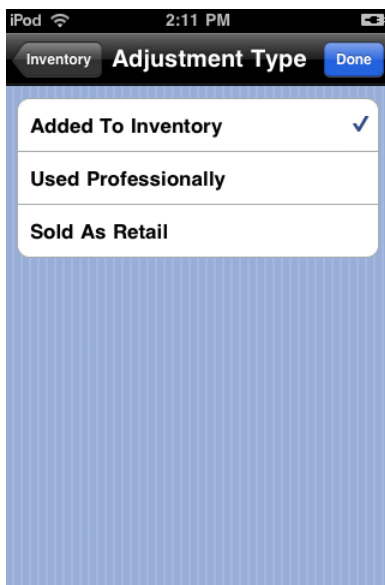 iPod 2:11 PM
Inventory Adjustment Type Done
Added To Inventory
Used Professionally
Sold As Retail